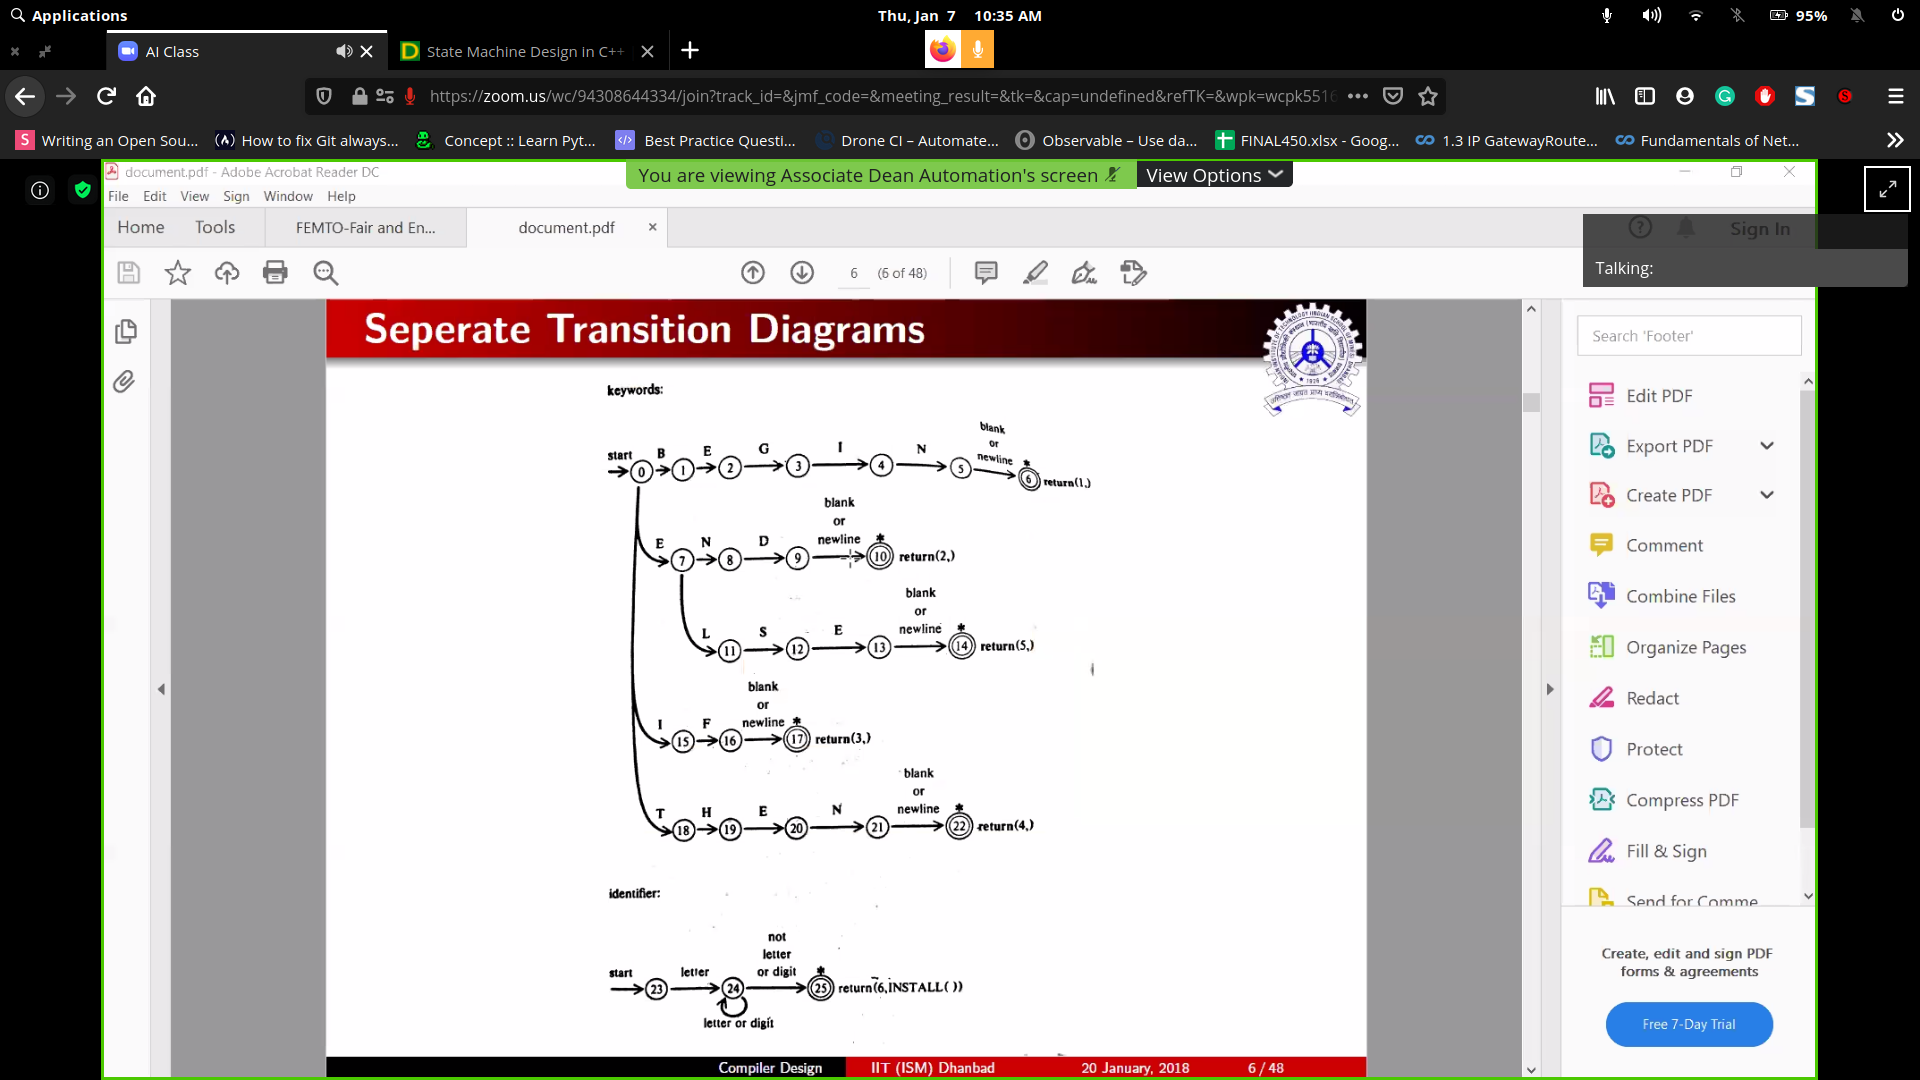 Applications
Thu, Jan 7 10:35 AM
95%
AI Class
State Machine Design in C++
https://zoom.us/wc/94308644334/join?track_id=&jmf_code=&meeting_result=&tk=&cap=undefined&refTK=&wpk=wcpk5516
Writing an Open Sou...
How to fix Git always...
Concept :: Learn Pyt...
Best Practice Questi...
Drone CI – Automate...
Observable – Use da...
FINAL450.xlsx - Goog...
1.3 IP GatewayRoute...
Fundamentals of Net...
document.pdf - Adobe Acrobat Reader DC
You are viewing Associate Dean Automation's screen
View Options
File Edit View Sign Window Help
Home Tools
FEMTO-Fair and En...
document.pdf
Sign In
Talking:
6 (6 of 48)
Seperate Transition Diagrams
keywords:
start B E G I N
blank
or
newline *
0 1 2 3 4 5 6 return(1,)
blank
or
E N D newline *
7 8 9 10 return(2,)
blank
or
L S E newline *
11 12 13 14 return(5,)
blank
or
I F newline *
15 16 17 return(3,)
blank
or
T H E N newline *
18 19 20 21 22 return(4,)
identifier:
not
letter
start letter or digit *
23 24 25 return(6,INSTALL( ))
letter or digit
Compiler Design IIT (ISM) Dhanbad 20 January, 2018 6 / 48
Search 'Footer'
Edit PDF
Export PDF
Create PDF
Comment
Combine Files
Organize Pages
Redact
Protect
Compress PDF
Fill & Sign
Send for Comme
Create, edit and sign PDF
forms & agreements
Free 7-Day Trial